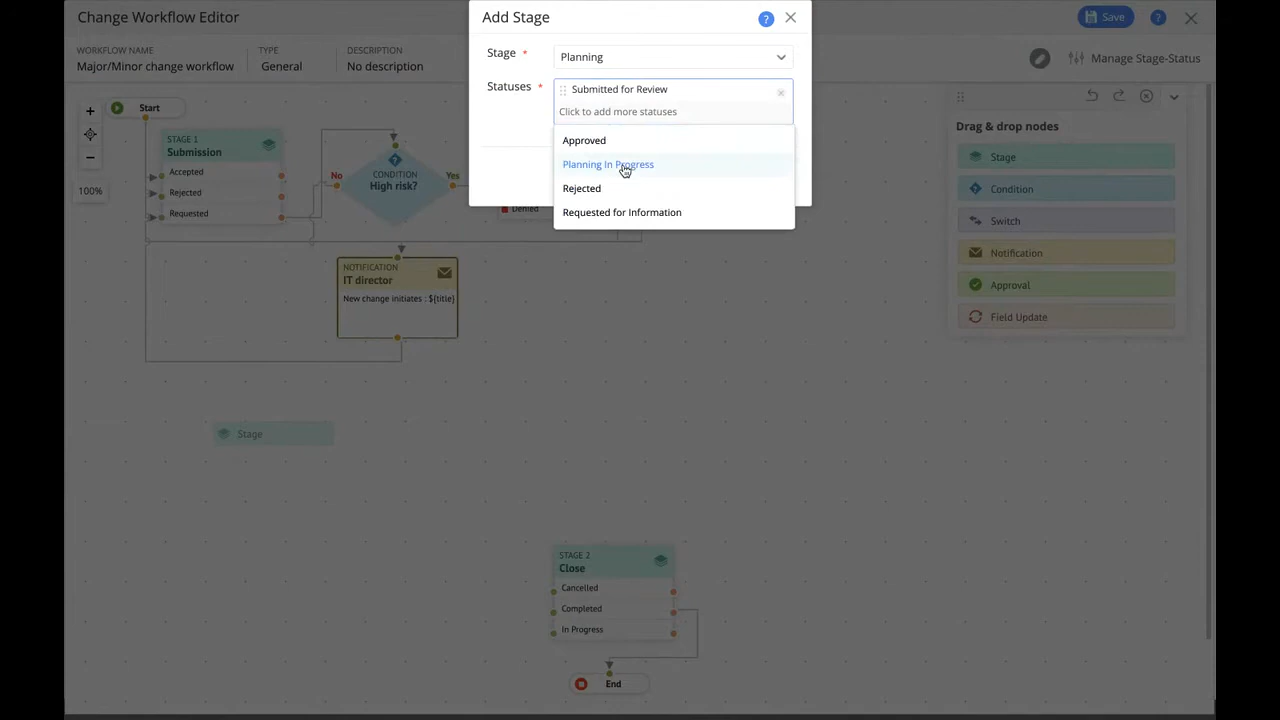 Change Workflow Editor
Save
?
WORKFLOW NAME
Major/Minor change workflow
TYPE
General
DESCRIPTION
No description
Manage Stage-Status
Add Stage
?
Stage *
Planning
Statuses *
Submitted for Review
Click to add more statuses
Approved
Planning In Progress
Rejected
Requested for Information
+
−
100%
Start
STAGE 1
Submission
Accepted
Rejected
Requested
No
CONDITION
High risk?
Yes
Denied
NOTIFICATION
IT director
New change initiates : ${title}
Stage
STAGE 2
Close
Cancelled
Completed
In Progress
End
Drag & drop nodes
Stage
Condition
Switch
Notification
Approval
Field Update